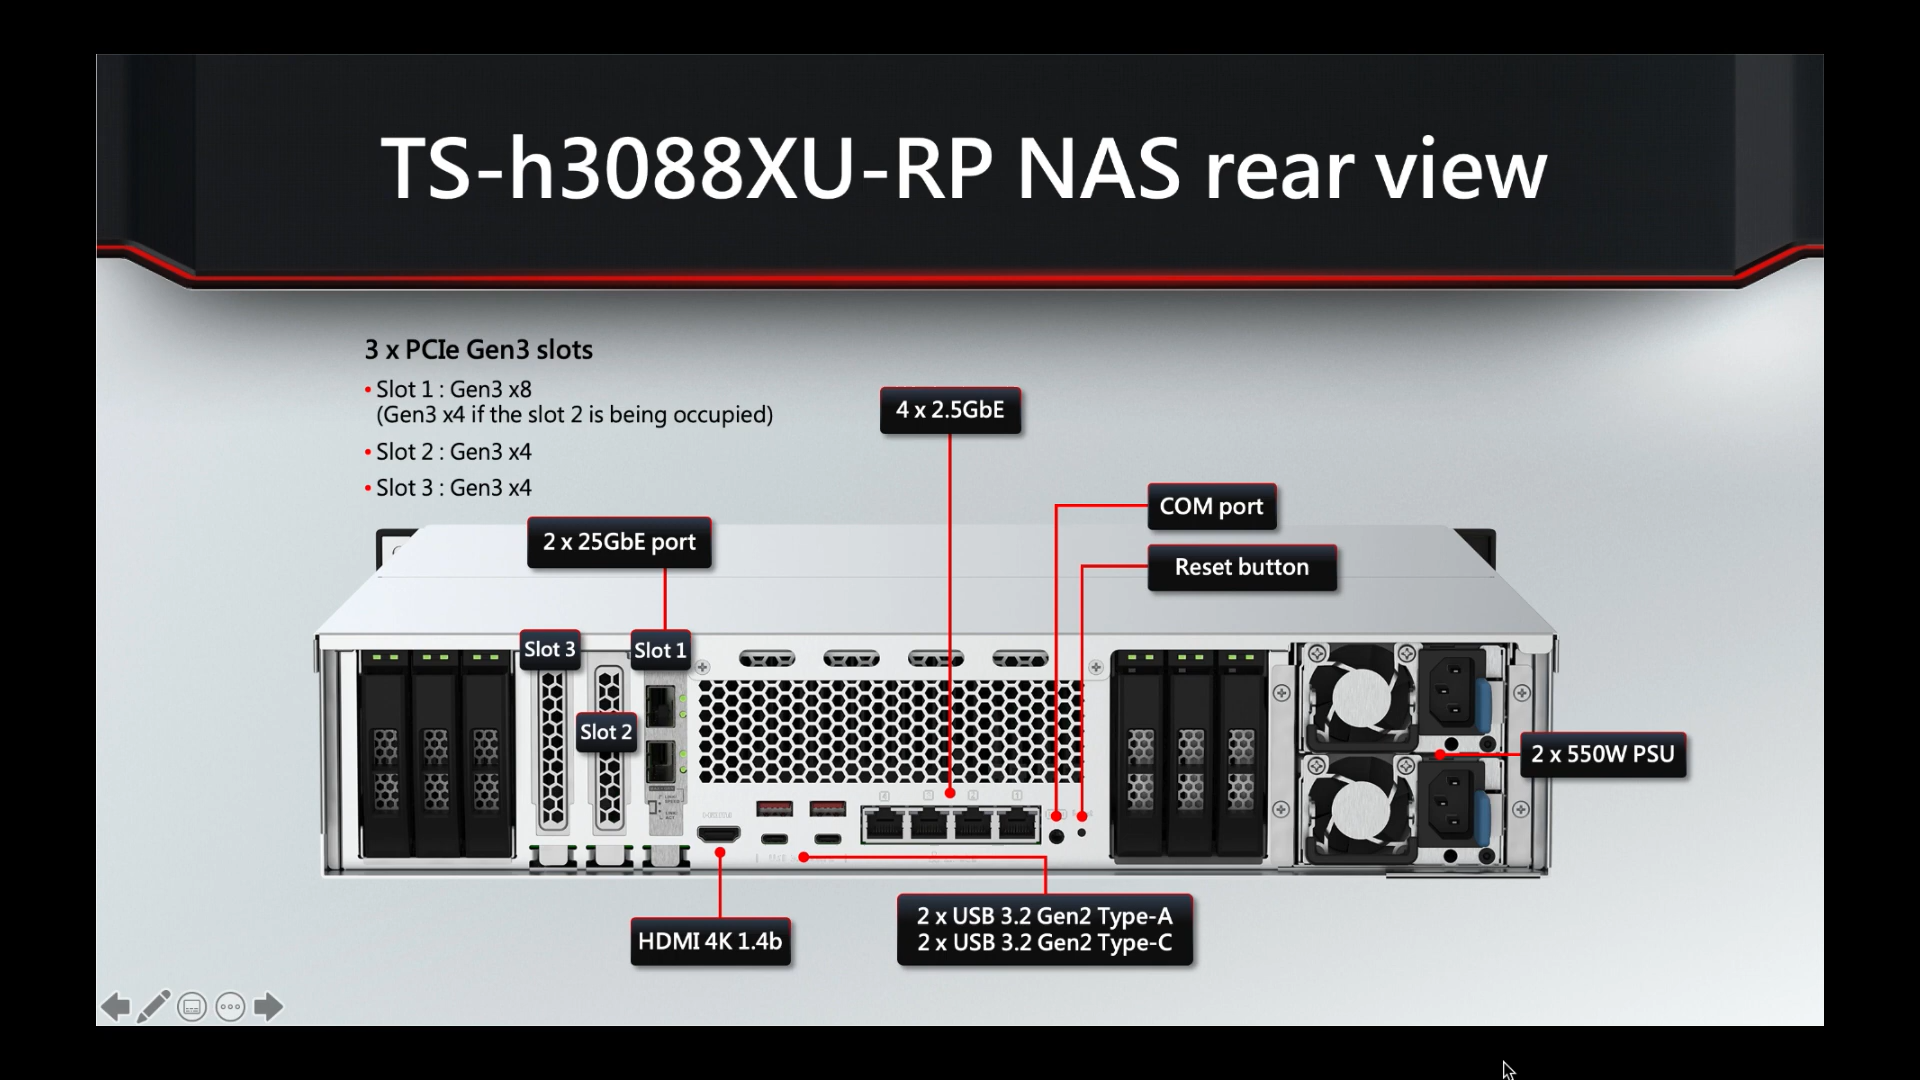 TS-h3088XU-RP NAS rear view
3 x PCIe Gen3 slots
• Slot 1 : Gen3 x8
(Gen3 x4 if the slot 2 is being occupied)
• Slot 2 : Gen3 x4
• Slot 3 : Gen3 x4
4 x 2.5GbE
COM port
2 x 25GbE port
Reset button
Slot 3
Slot 1
Slot 2
2 x 550W PSU
HDMI 4K 1.4b
2 x USB 3.2 Gen2 Type-A
2 x USB 3.2 Gen2 Type-C